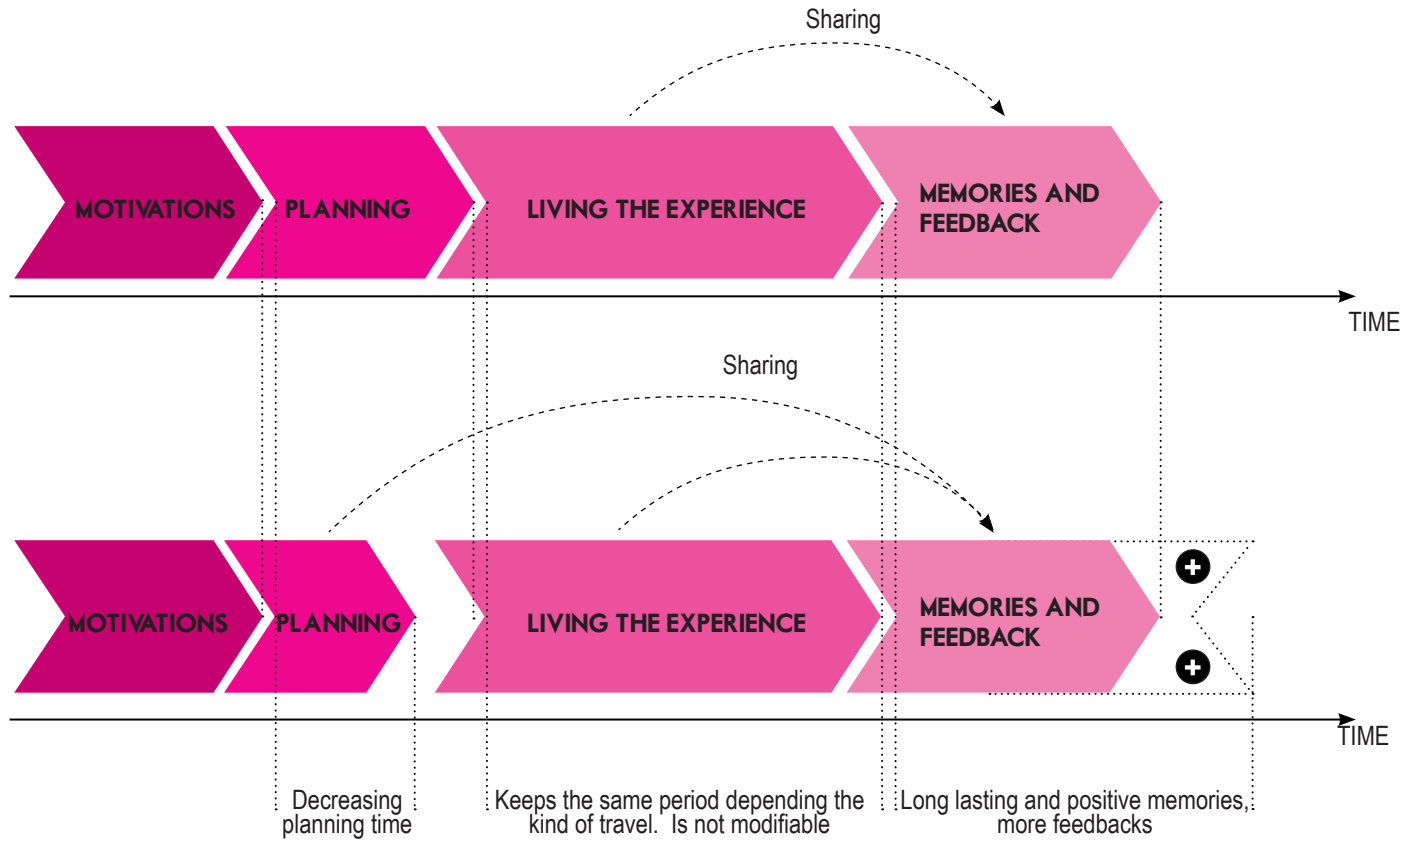 Sharing
MOTIVATIONS
PLANNING
LIVING THE EXPERIENCE
MEMORIES AND
FEEDBACK
TIME
Sharing
MOTIVATIONS
PLANNING
LIVING THE EXPERIENCE
MEMORIES AND
FEEDBACK
TIME
Decreasing
planning time
Keeps the same period depending the
kind of travel. Is not modifiable
Long lasting and positive memories,
more feedbacks